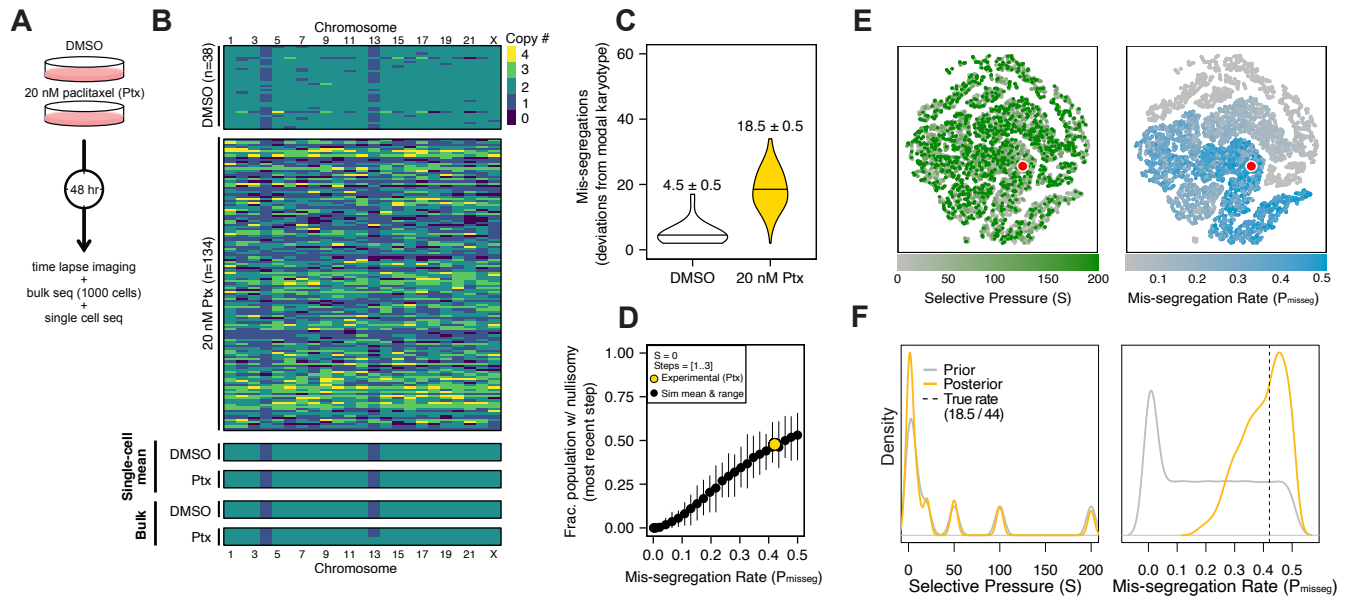 A
DMSO
20 nM paclitaxel (Ptx)
48 hr
time lapse imaging
+
bulk seq (1000 cells)
+
single cell seq
B
Chromosome
1 3 5 7 9 11 13 15 17 19 21 X
Copy #
4
3
2
1
0
DMSO (n=38)
20 nM Ptx (n=134)
Single-cell
mean
DMSO
Ptx
Bulk
DMSO
Ptx
1 3 5 7 9 11 13 15 17 19 21 X
Chromosome
C
Mis-segregations
(deviations from modal karyotype)
60
40
20
0
4.5 ± 0.5
18.5 ± 0.5
DMSO
20 nM Ptx
D
Frac. population w/ nullisomy
(most recent step)
1.00
0.75
0.50
0.25
0.00
S = 0
Steps = [1..3]
Experimental (Ptx)
Sim mean & range
0.0 0.1 0.2 0.3 0.4 0.5
Mis-segregation Rate (Pmisseg)
E
0 50 100 150 200
Selective Pressure (S)
0.1 0.2 0.3 0.4 0.5
Mis-segregation Rate (Pmisseg)
F
Density
Prior
Posterior
True rate
(18.5 / 44)
0 50 100 150 200
Selective Pressure (S)
0.0 0.1 0.2 0.3 0.4 0.5
Mis-segregation Rate (Pmisseg)